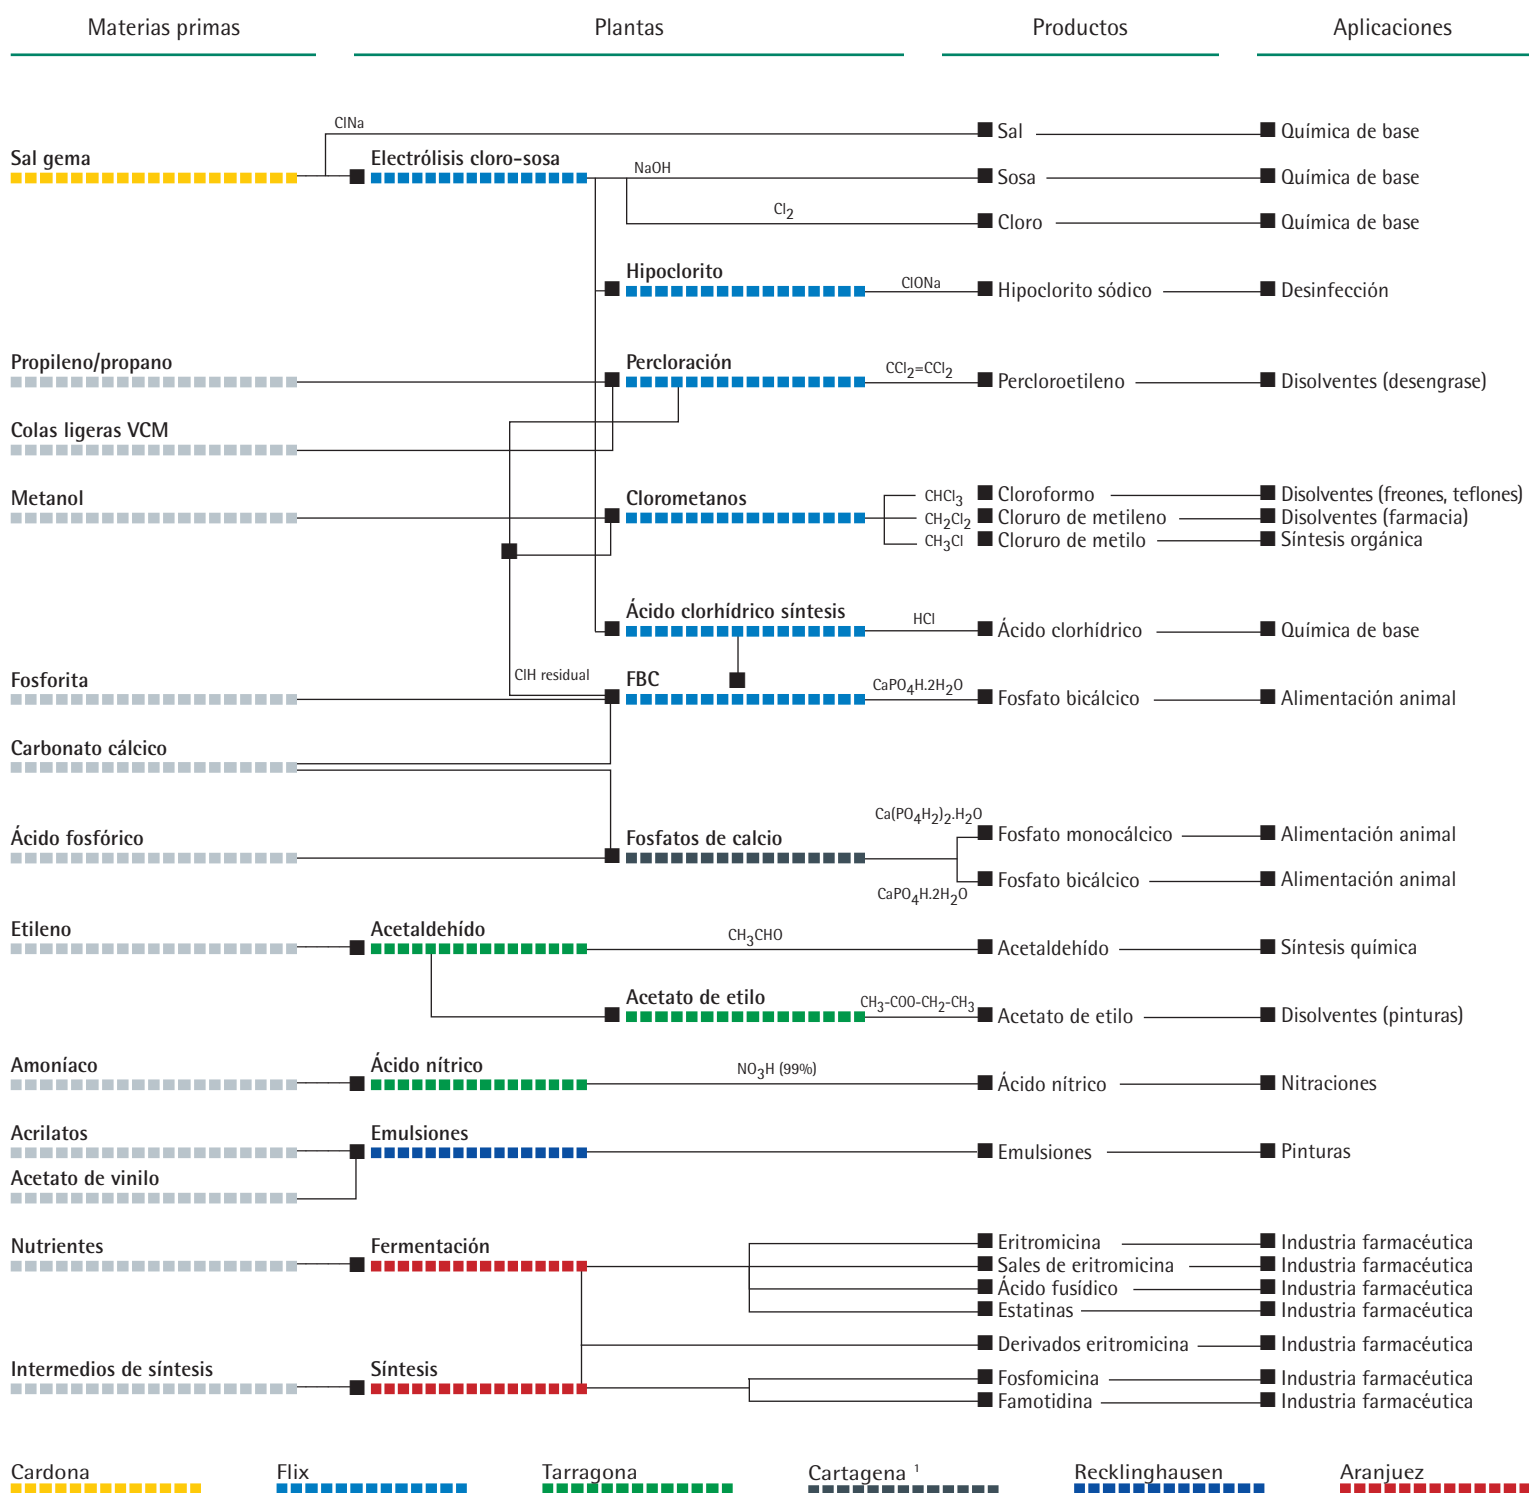 Materias primas Plantas Productos Aplicaciones
ClNa
Sal Química de base
Sal gema Electrólisis cloro-sosa
NaOH
Sosa Química de base
Cl2
Cloro Química de base
Hipoclorito
ClONa
Hipoclorito sódico Desinfección
Propileno/propano Percloración
CCl2=CCl2
Percloroetileno Disolventes (desengrase)
Colas ligeras VCM
Metanol Clorometanos
CHCl3 Cloroformo Disolventes (freones, teflones)
CH2Cl2 Cloruro de metileno Disolventes (farmacia)
CH3Cl Cloruro de metilo Síntesis orgánica
Ácido clorhídrico síntesis
HCl
Ácido clorhídrico Química de base
ClH residual
Fosforita FBC
CaPO4H.2H2O
Fosfato bicálcico Alimentación animal
Carbonato cálcico
Ca(PO4H2)2.H2O
Fosfato monocálcico Alimentación animal
Ácido fosfórico Fosfatos de calcio
Fosfato bicálcico Alimentación animal
CaPO4H.2H2O
Etileno Acetaldehído
CH3CHO
Acetaldehído Síntesis química
Acetato de etilo
CH3-COO-CH2-CH3
Acetato de etilo Disolventes (pinturas)
Amoníaco Ácido nítrico
NO3H (99%)
Ácido nítrico Nitraciones
Acrilatos Emulsiones
Emulsiones Pinturas
Acetato de vinilo
Nutrientes Fermentación
Eritromicina Industria farmacéutica
Sales de eritromicina Industria farmacéutica
Ácido fusídico Industria farmacéutica
Estatinas Industria farmacéutica
Derivados eritromicina Industria farmacéutica
Intermedios de síntesis Síntesis
Fosfomicina Industria farmacéutica
Famotidina Industria farmacéutica
Cardona Flix Tarragona Cartagena 1 Recklinghausen Aranjuez